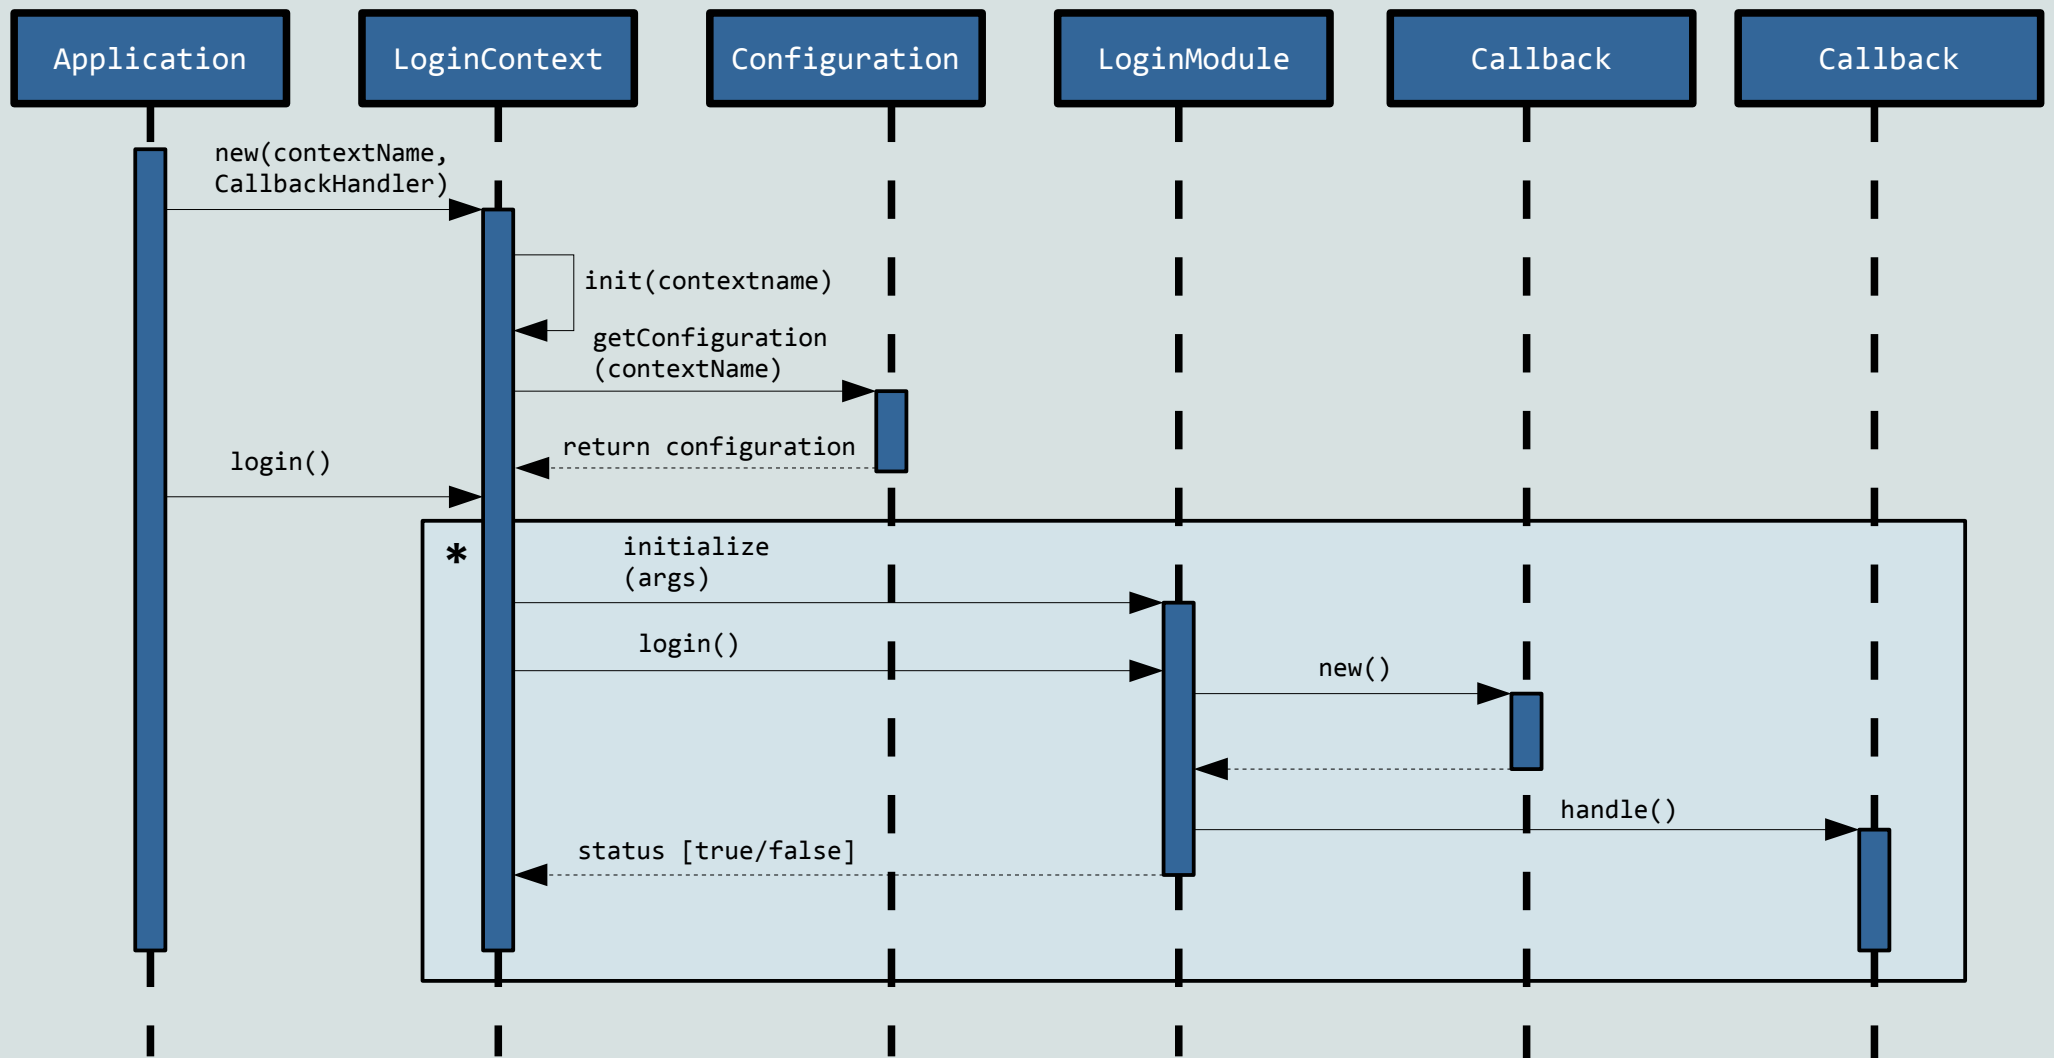 Application
LoginContext
Configuration
LoginModule
Callback
Callback
new(contextName,
CallbackHandler)
init(contextname)
getConfiguration
(contextName)
return configuration
login()
*
initialize
(args)
login()
new()
handle()
status [true/false]